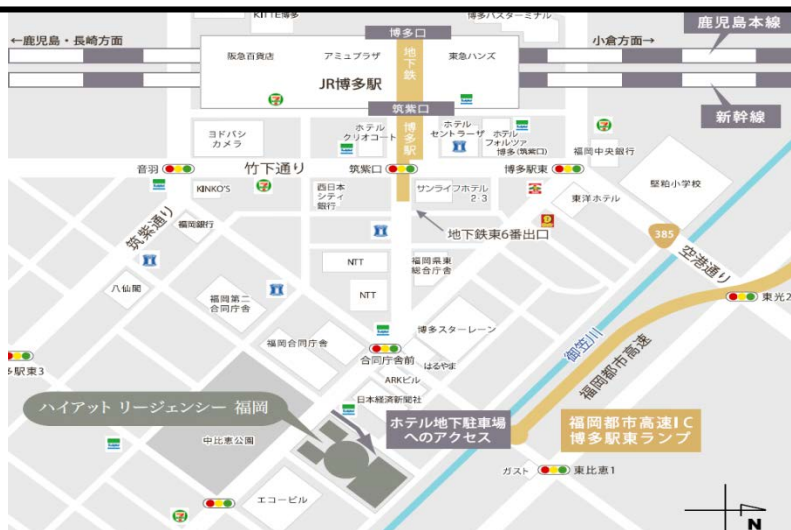 KITTE博多
博多口
博多バスターミナル
鹿児島本線
←鹿児島・長崎方面
小倉方面→
阪急百貨店
アミュプラザ
地下鉄
東急ハンズ
JR博多駅
新幹線
筑紫口
博多駅
ヨドバシ
カメラ
ホテル
クリオコート
ホテル
セントラーザ
ホテル
フォルツァ
博多(筑紫口)
福岡中央銀行
音羽
竹下通り
筑紫口
博多駅東
堅粕小学校
KINKO'S
西日本
シティ
銀行
サンライフホテル
2・3
東洋ホテル
筑紫通り
福岡銀行
地下鉄東6番出口
385
空港通り
八仙閣
NTT
福岡県東
総合庁舎
福岡第二
合同庁舎
NTT
東光2
御笠川
福岡都市高速
博多スターレーン
福岡合同庁舎
合同庁舎前
はるやま
多駅東3
ARKビル
日本経済新聞社
ハイアット リージェンシー 福岡
ホテル地下駐車場
へのアクセス
福岡都市高速IC
博多駅東ランプ
中比恵公園
ガスト
東比恵1
エコービル
N